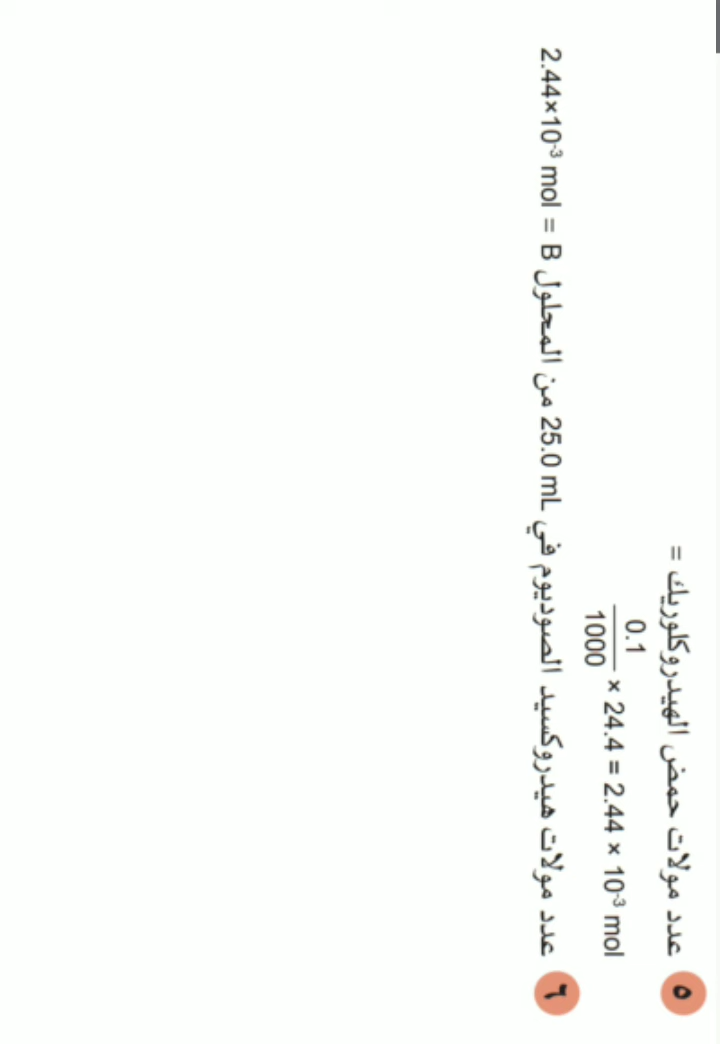 ٥ عدد مولات حمض الهيدروكلوريك =
0.1/1000 × 24.4 = 2.44 × 10⁻³ mol
٦ عدد مولات هيدروكسيد الصوديوم في 25.0 mL من المحلول B = 2.44×10⁻³ mol